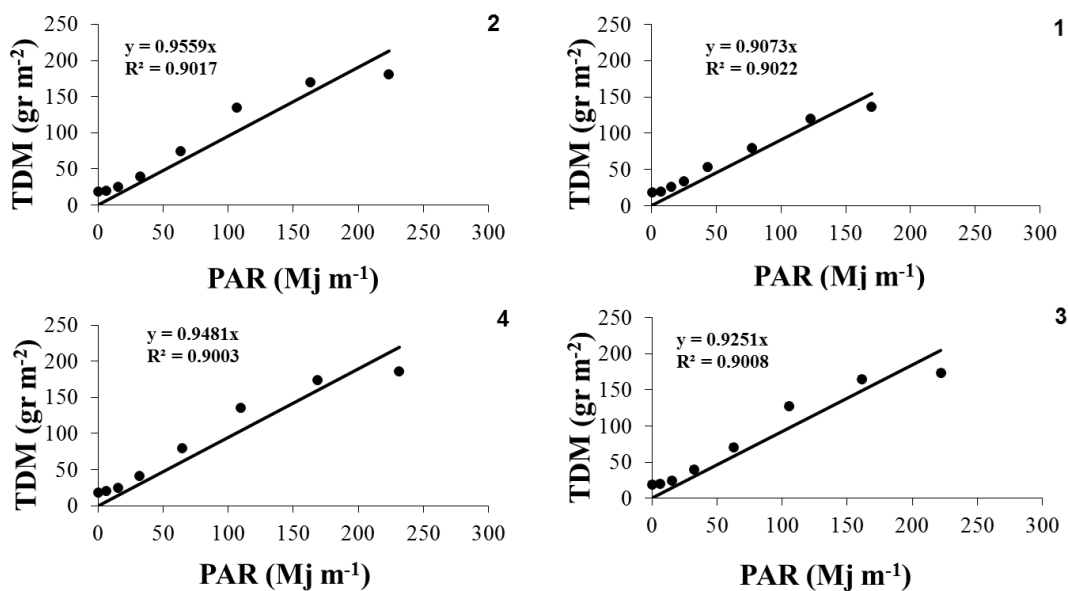 2
y = 0.9559x
R² = 0.9017
TDM (gr m⁻²)
250
200
150
100
50
0
0 50 100 150 200 250 300
PAR (Mj m⁻¹)
1
y = 0.9073x
R² = 0.9022
TDM (gr m⁻²)
250
200
150
100
50
0
0 50 100 150 200 250 300
PAR (Mj m⁻¹)
4
y = 0.9481x
R² = 0.9003
TDM (gr m⁻²)
250
200
150
100
50
0
0 50 100 150 200 250 300
PAR (Mj m⁻¹)
3
y = 0.9251x
R² = 0.9008
TDM (gr m⁻²)
250
200
150
100
50
0
0 50 100 150 200 250 300
PAR (Mj m⁻¹)